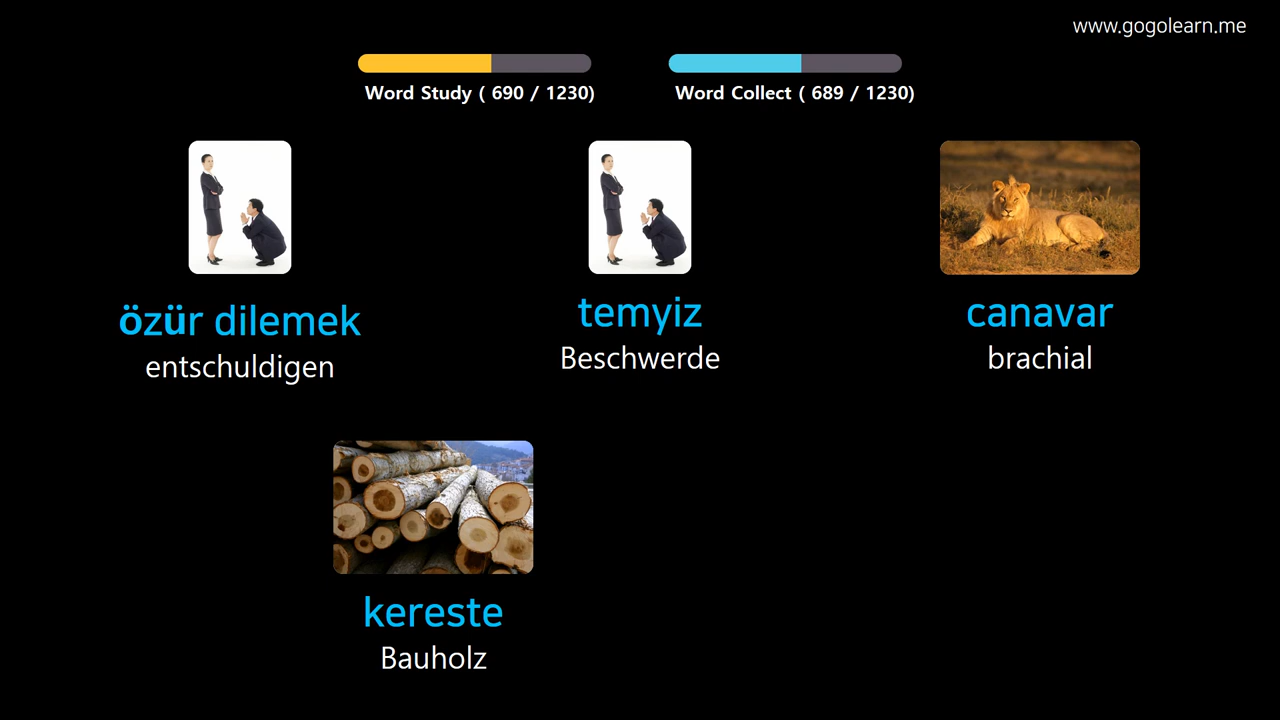 www.gogolearn.me
Word Study ( 690 / 1230)
Word Collect ( 689 / 1230)
özür dilemek
entschuldigen
temyiz
Beschwerde
canavar
brachial
kereste
Bauholz